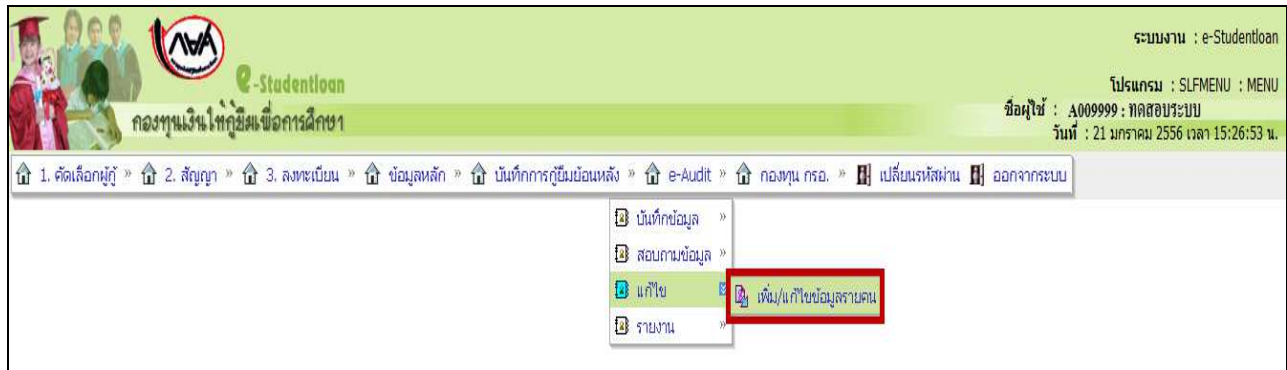 กยศ
ระบบงาน : e-Studentloan
e-Studentloan
โปรแกรม : SLFMENU : MENU
กองทุนเงินให้กู้ยืมเพื่อการศึกษา
ชื่อผู้ใช้ : A009999 : ทดสอบระบบ
วันที่ : 21 มกราคม 2556 เวลา 15:26:53 น.
1. คัดเลือกผู้กู้ » 2. สัญญา » 3. ลงทะเบียน » ข้อมูลหลัก » บันทึกการกู้ยืมย้อนหลัง » e-Audit » กองทุน กรอ. » เปลี่ยนรหัสผ่าน ออกจากระบบ
บันทึกข้อมูล »
สอบถามข้อมูล »
แก้ไข
เพิ่ม/แก้ไขข้อมูลรายคน
รายงาน »